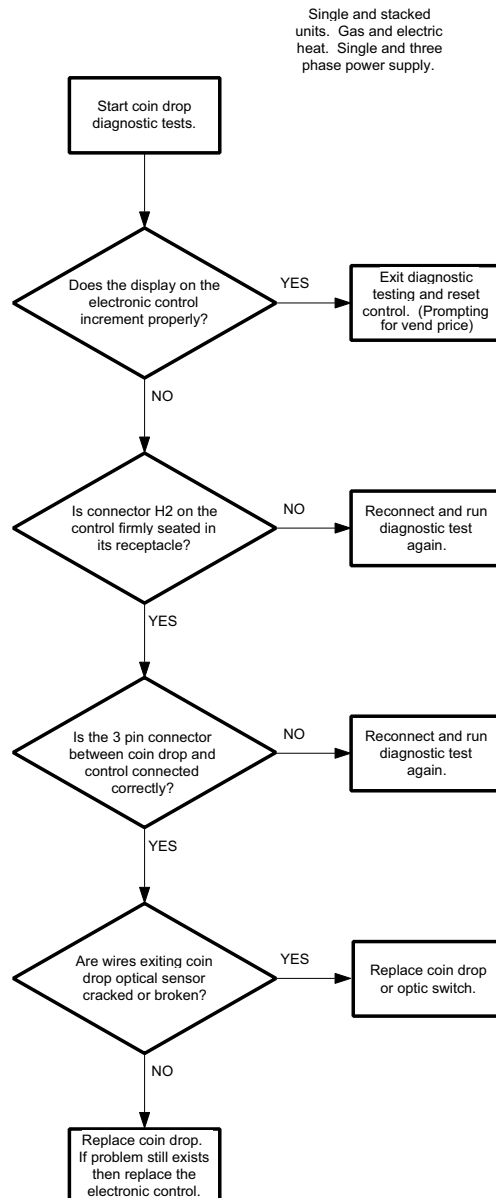 Single and stacked
units. Gas and electric
heat. Single and three
phase power supply.
Start coin drop
diagnostic tests.
Does the display on the
electronic control
increment properly?
YES
Exit diagnostic
testing and reset
control. (Prompting
for vend price)
NO
Is connector H2 on the
control firmly seated in
its receptacle?
NO
Reconnect and run
diagnostic test
again.
YES
Is the 3 pin connector
between coin drop and
control connected
correctly?
NO
Reconnect and run
diagnostic test
again.
YES
Are wires exiting coin
drop optical sensor
cracked or broken?
YES
Replace coin drop
or optic switch.
NO
Replace coin drop.
If problem still exists
then replace the
electronic control.